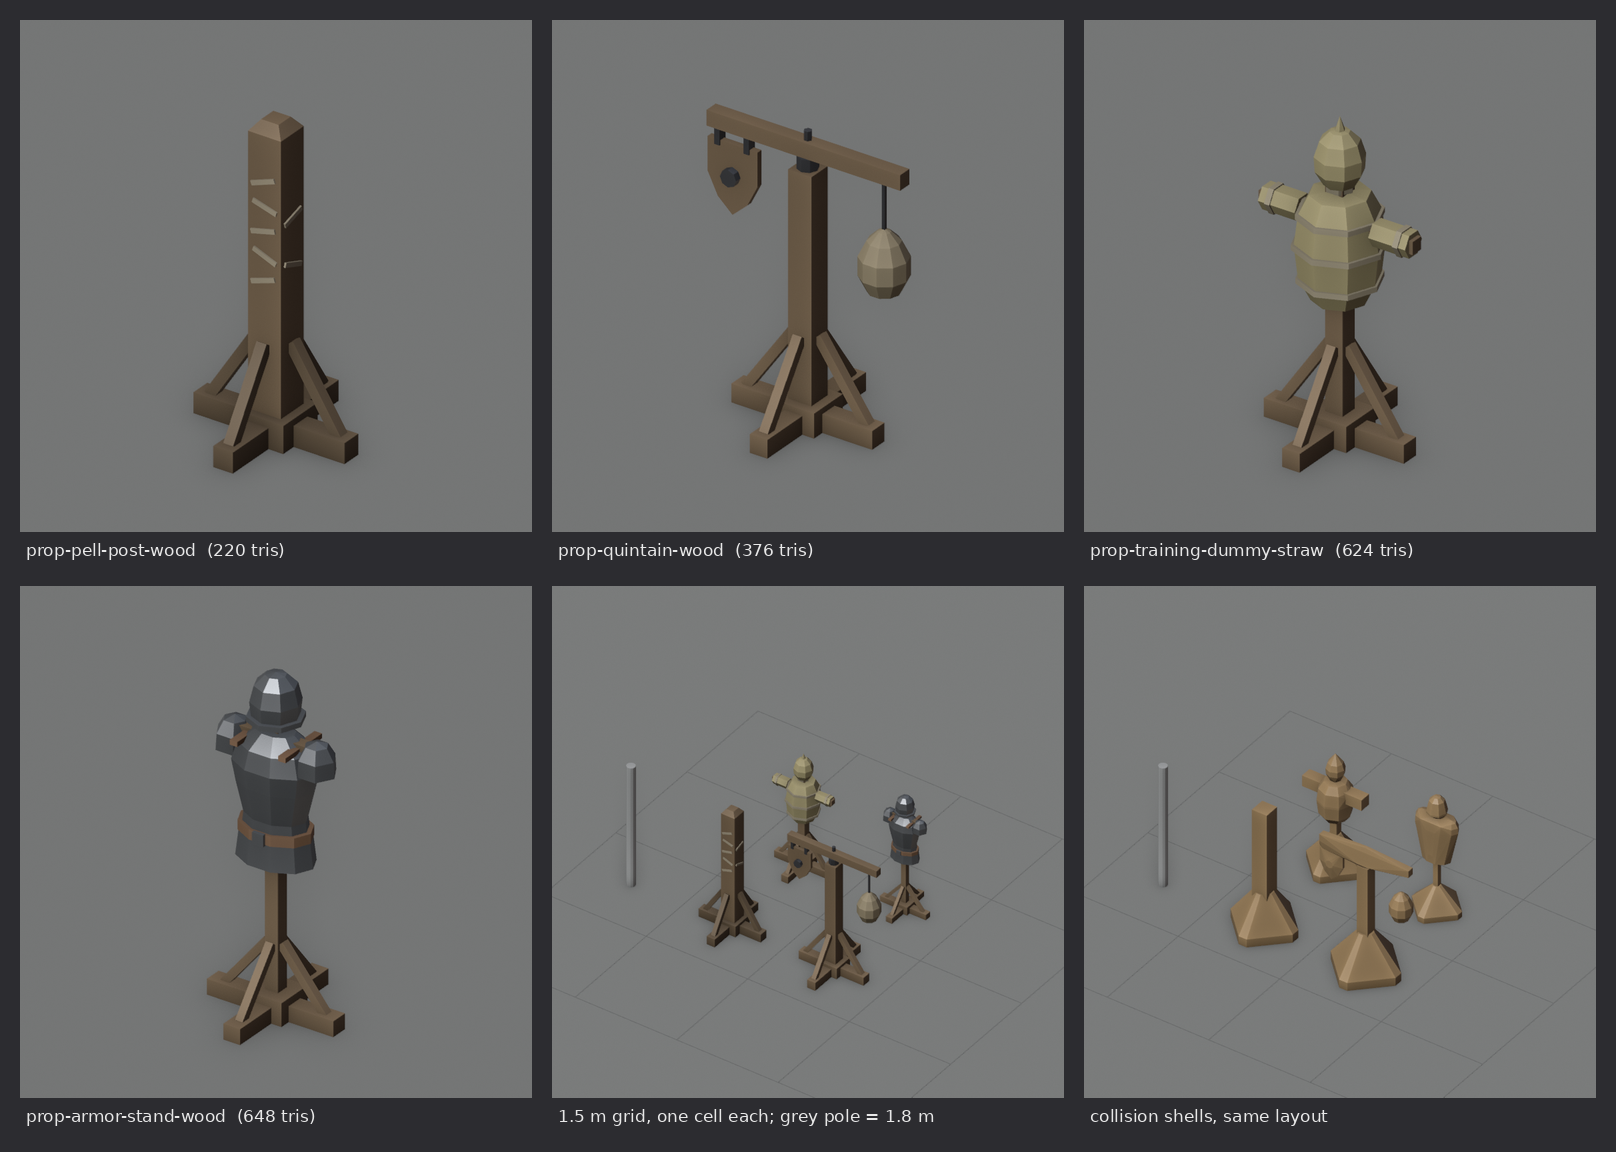 prop-pell-post-wood  (220 tris)
prop-quintain-wood  (376 tris)
prop-training-dummy-straw  (624 tris)
prop-armor-stand-wood  (648 tris)
1.5 m grid, one cell each; grey pole = 1.8 m
collision shells, same layout